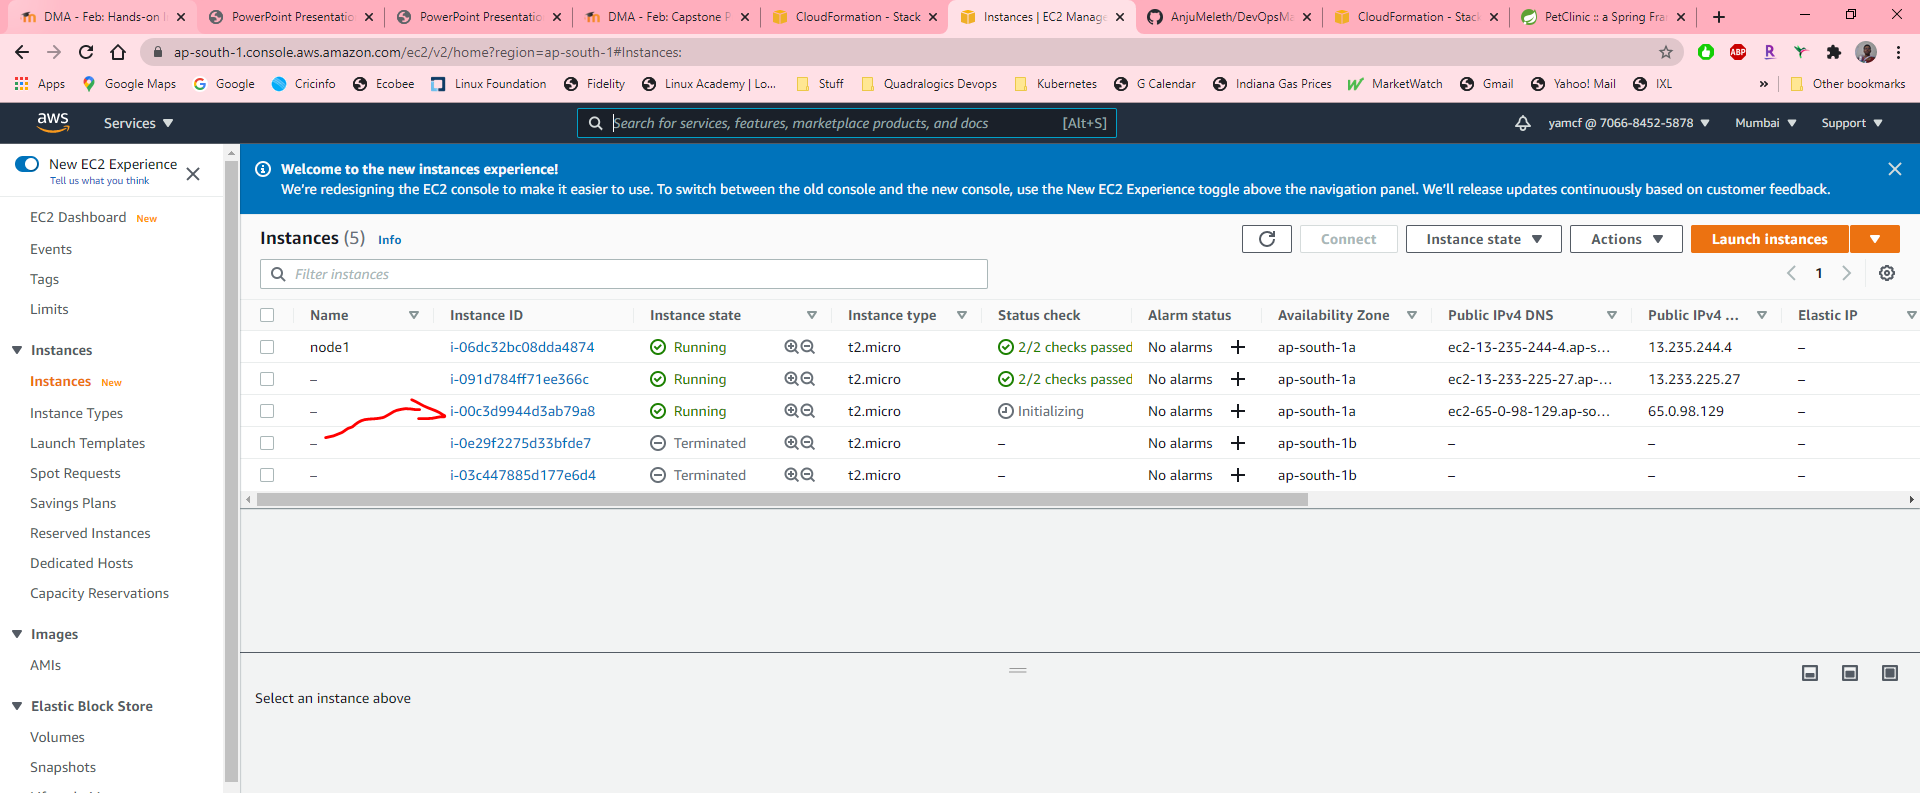 DMA - Feb: Hands-on
PowerPoint Presentatio
PowerPoint Presentatio
DMA - Feb: Capstone P
CloudFormation - Stack
Instances | EC2 Manage
AnjuMeleth/DevOpsMa
CloudFormation - Stack
PetClinic :: a Spring Fra
ap-south-1.console.aws.amazon.com/ec2/v2/home?region=ap-south-1#Instances:
ABP
R
Apps Google Maps Google Cricinfo Ecobee Linux Foundation Fidelity Linux Academy | Lo... Stuff Quadralogics Devops Kubernetes G Calendar Indiana Gas Prices MarketWatch Gmail Yahoo! Mail IXL » Other bookmarks
aws Services Search for services, features, marketplace products, and docs [Alt+S] yamcf @ 7066-8452-5878 Mumbai Support
New EC2 Experience
Tell us what you think
EC2 Dashboard New
Events
Tags
Limits
Instances
Instances New
Instance Types
Launch Templates
Spot Requests
Savings Plans
Reserved Instances
Dedicated Hosts
Capacity Reservations
Images
AMIs
Elastic Block Store
Volumes
Snapshots
Welcome to the new instances experience!
We're redesigning the EC2 console to make it easier to use. To switch between the old console and the new console, use the New EC2 Experience toggle above the navigation panel. We'll release updates continuously based on customer feedback.
Instances (5) Info
Connect Instance state Actions Launch instances
Filter instances
1
Name Instance ID Instance state Instance type Status check Alarm status Availability Zone Public IPv4 DNS Public IPv4 ... Elastic IP
node1 i-06dc32bc08dda4874 Running t2.micro 2/2 checks passed No alarms + ap-south-1a ec2-13-235-244-4.ap-s... 13.235.244.4 –
– i-091d784ff71ee366c Running t2.micro 2/2 checks passed No alarms + ap-south-1a ec2-13-233-225-27.ap-... 13.233.225.27 –
– i-00c3d9944d3ab79a8 Running t2.micro Initializing No alarms + ap-south-1a ec2-65-0-98-129.ap-so... 65.0.98.129 –
– i-0e29f2275d33bfde7 Terminated t2.micro – No alarms + ap-south-1b – – –
– i-03c447885d177e6d4 Terminated t2.micro – No alarms + ap-south-1b – – –
Select an instance above